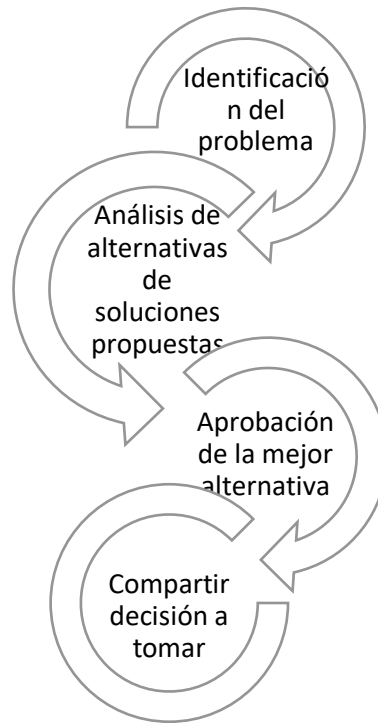 Identificació
n del
problema
Análisis de
alternativas
de
soluciones
propuestas
Aprobación
de la mejor
alternativa
Compartir
decisión a
tomar